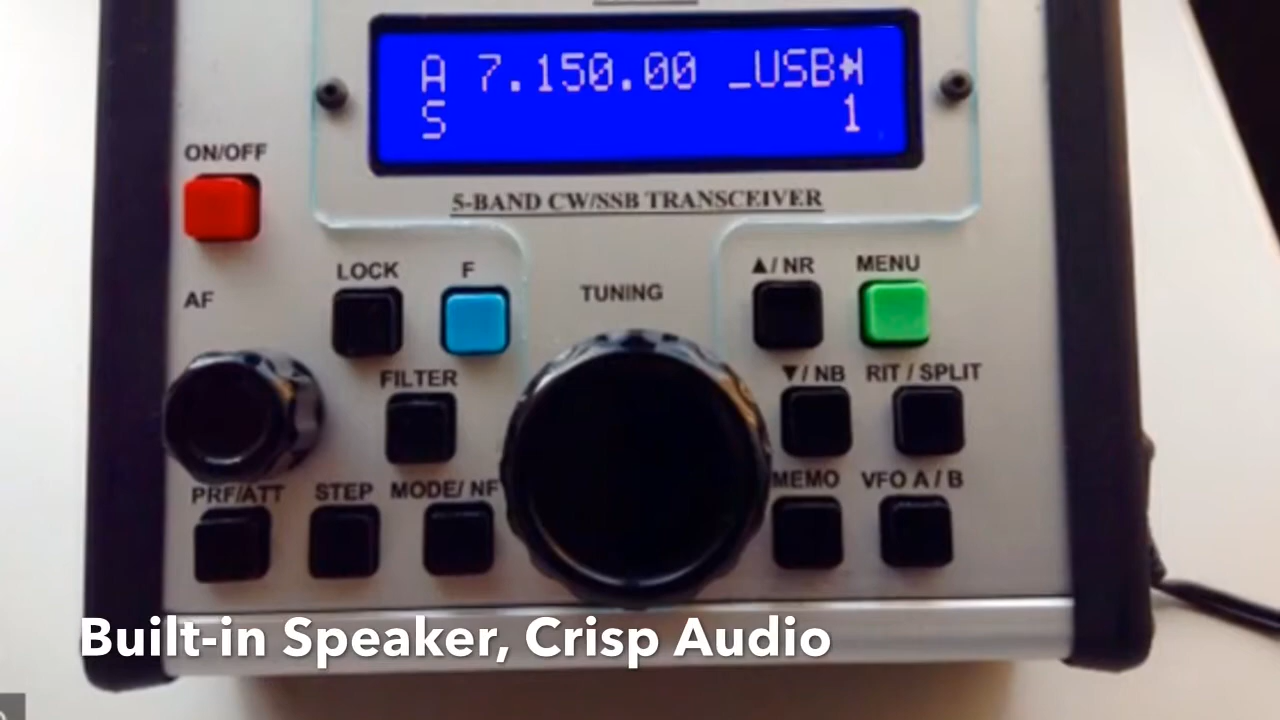 A 7.150.00 _USB
S 1
ON/OFF
5-BAND CW/SSB TRANSCEIVER
LOCK F TUNING ▲/ NR MENU
AF
FILTER ▼/ NB RIT / SPLIT
PRF/ATT STEP MODE/ NF MEMO VFO A / B
Built-in Speaker, Crisp Audio